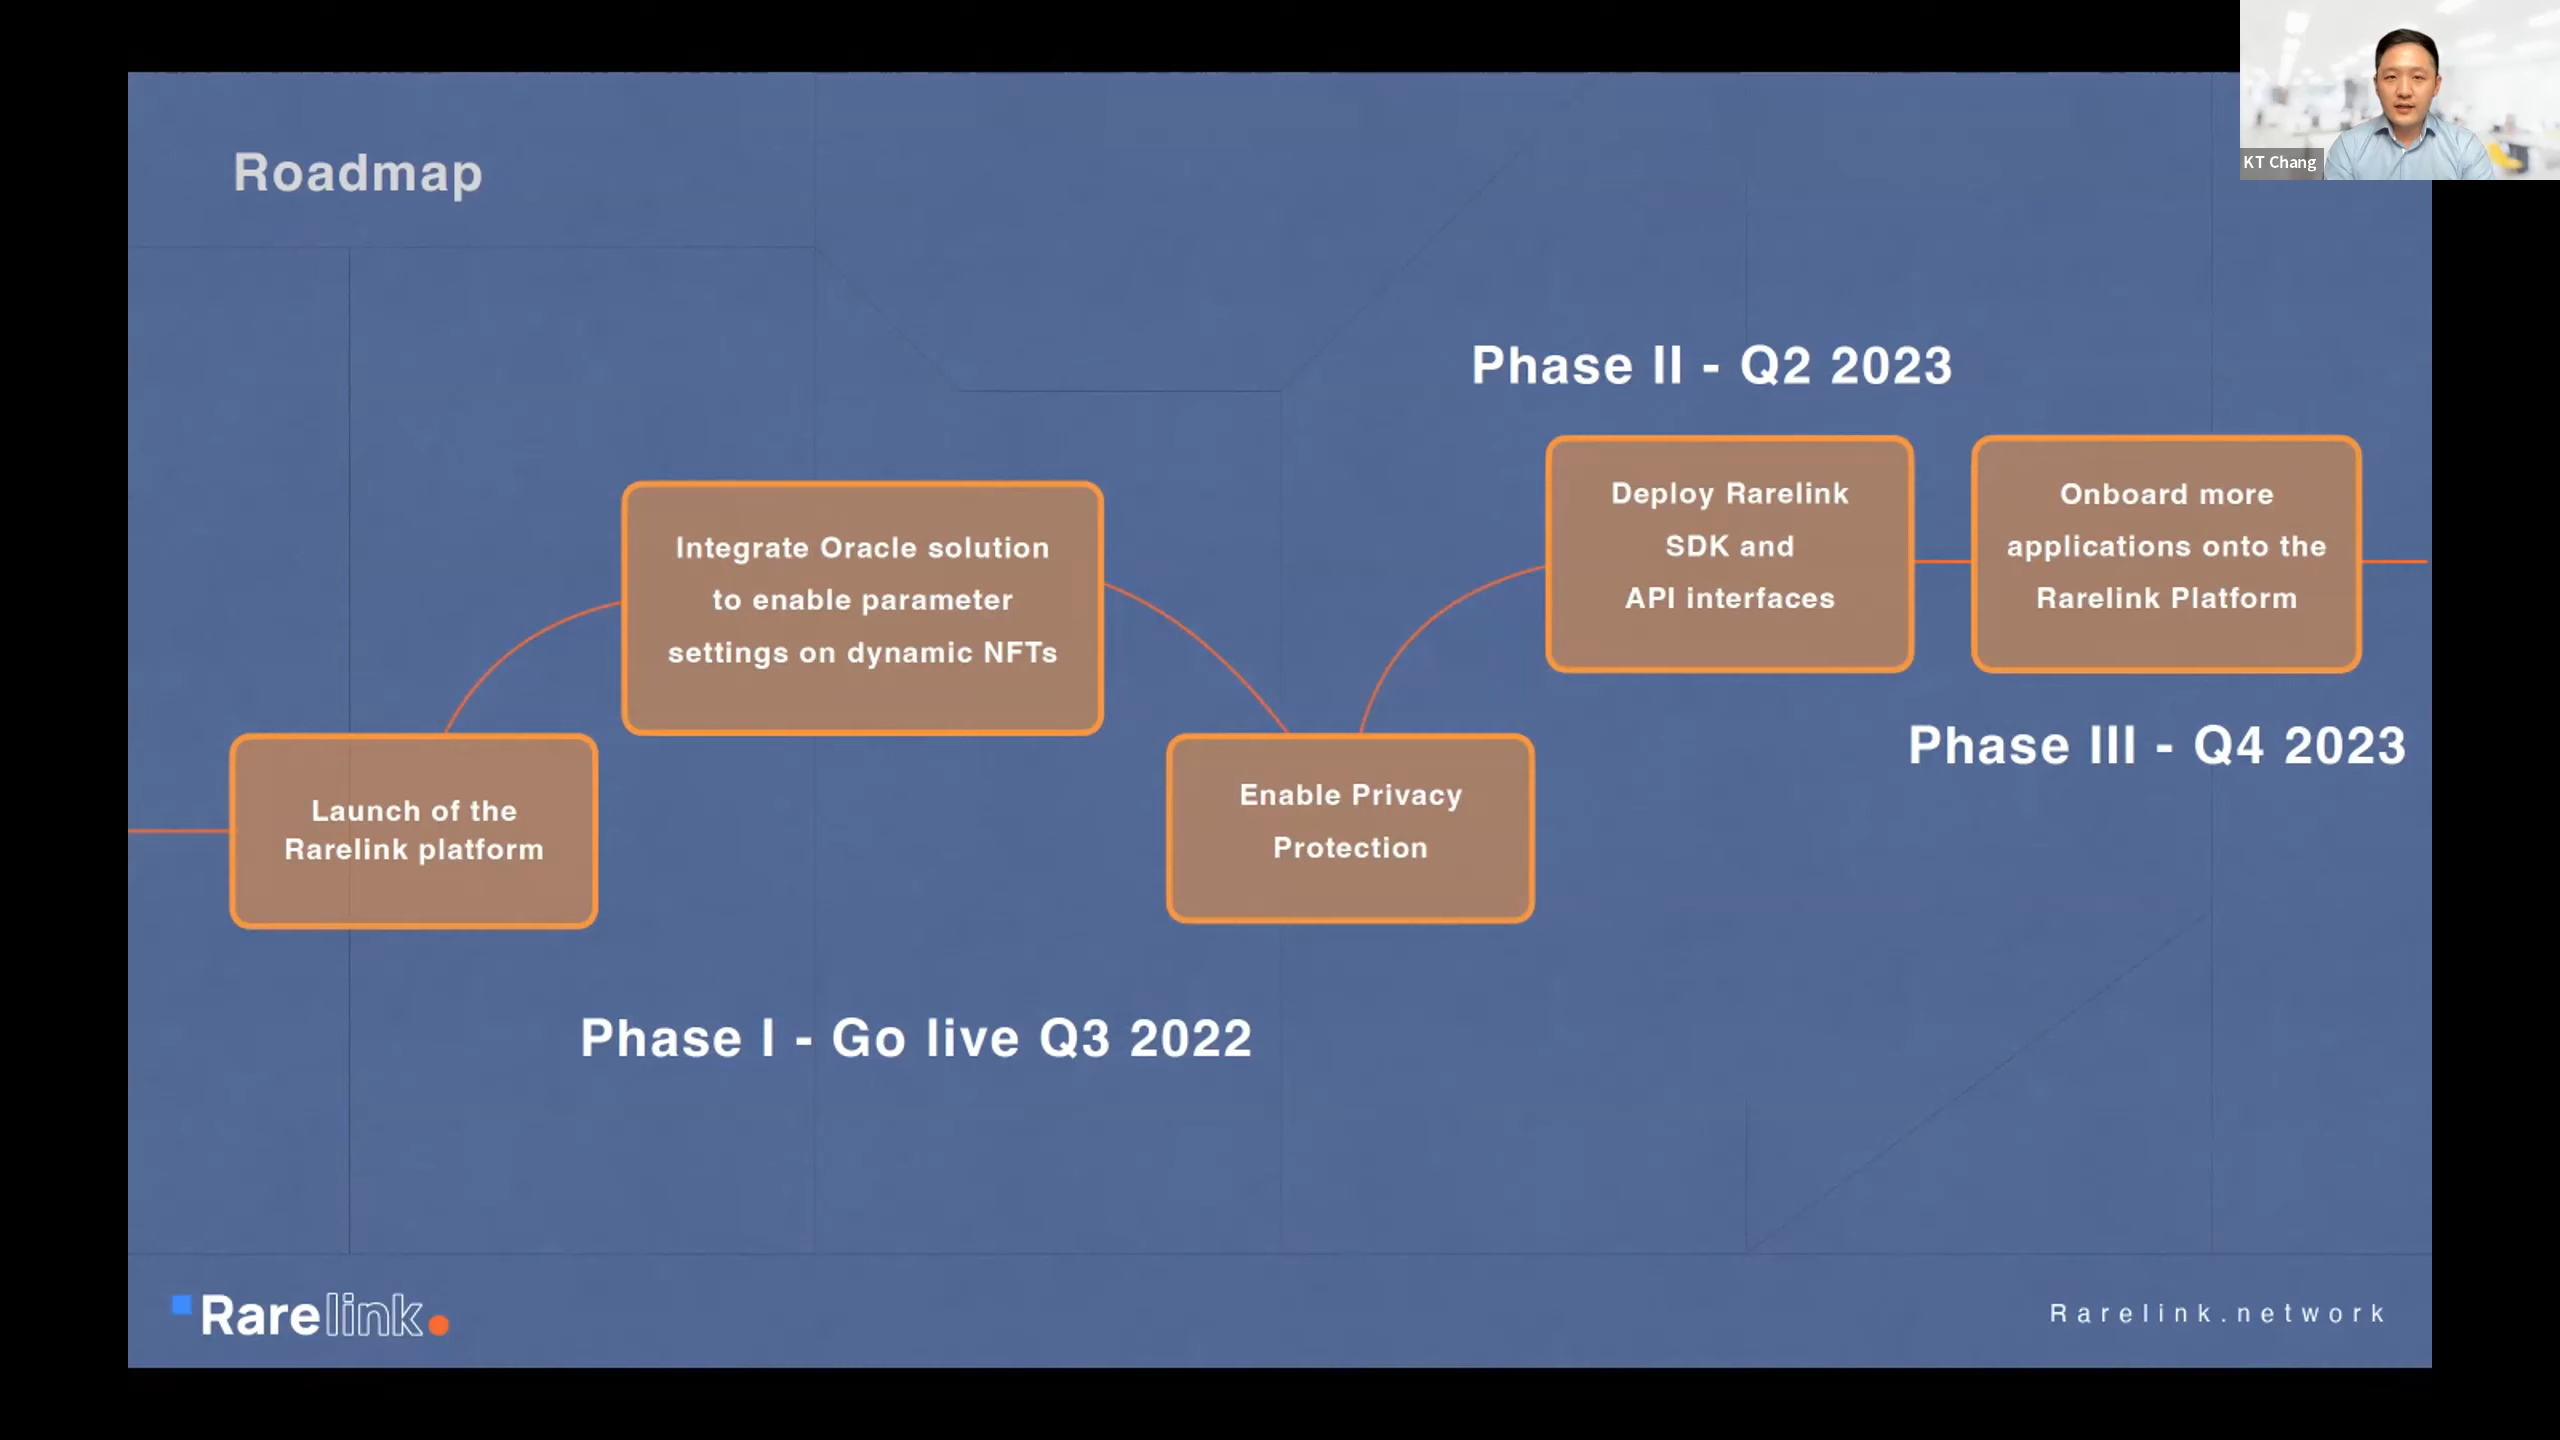 KT Chang
Roadmap
Phase II - Q2 2023
Deploy Rarelink
SDK and
API interfaces
Onboard more
applications onto the
Rarelink Platform
Integrate Oracle solution
to enable parameter
settings on dynamic NFTs
Phase III - Q4 2023
Launch of the
Rarelink platform
Enable Privacy
Protection
Phase I - Go live Q3 2022
Rarelink.
Rarelink.network